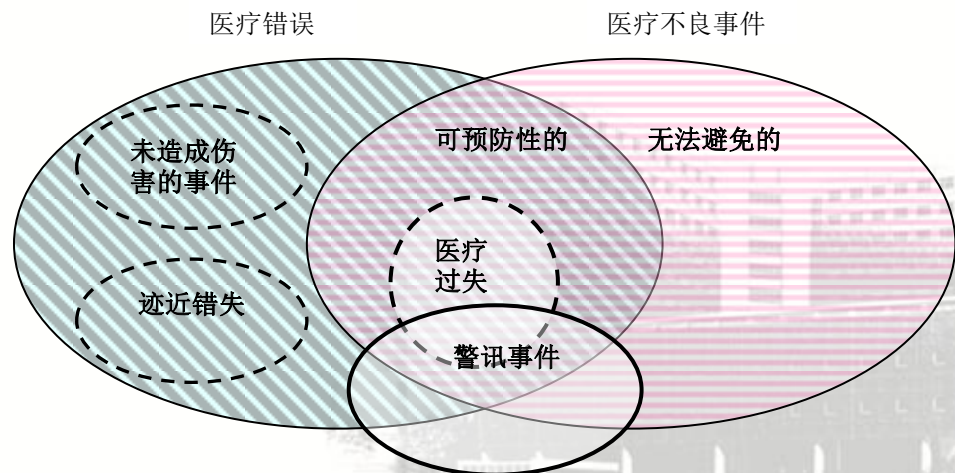 医疗错误
医疗不良事件
可预防性的
无法避免的
未造成伤
害的事件
医疗
过失
迹近错失
警讯事件